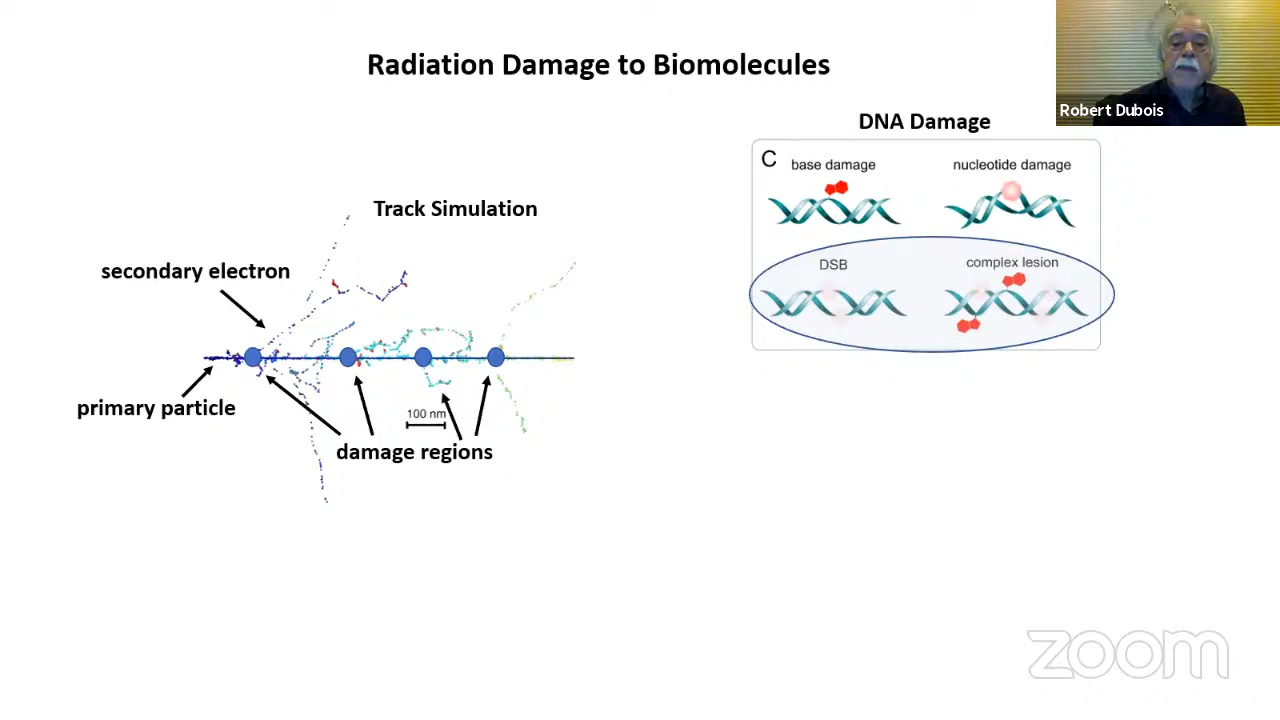 Radiation Damage to Biomolecules
Robert Dubois
DNA Damage
C
base damage
nucleotide damage
DSB
complex lesion
Track Simulation
secondary electron
primary particle
100 nm
damage regions
zoom